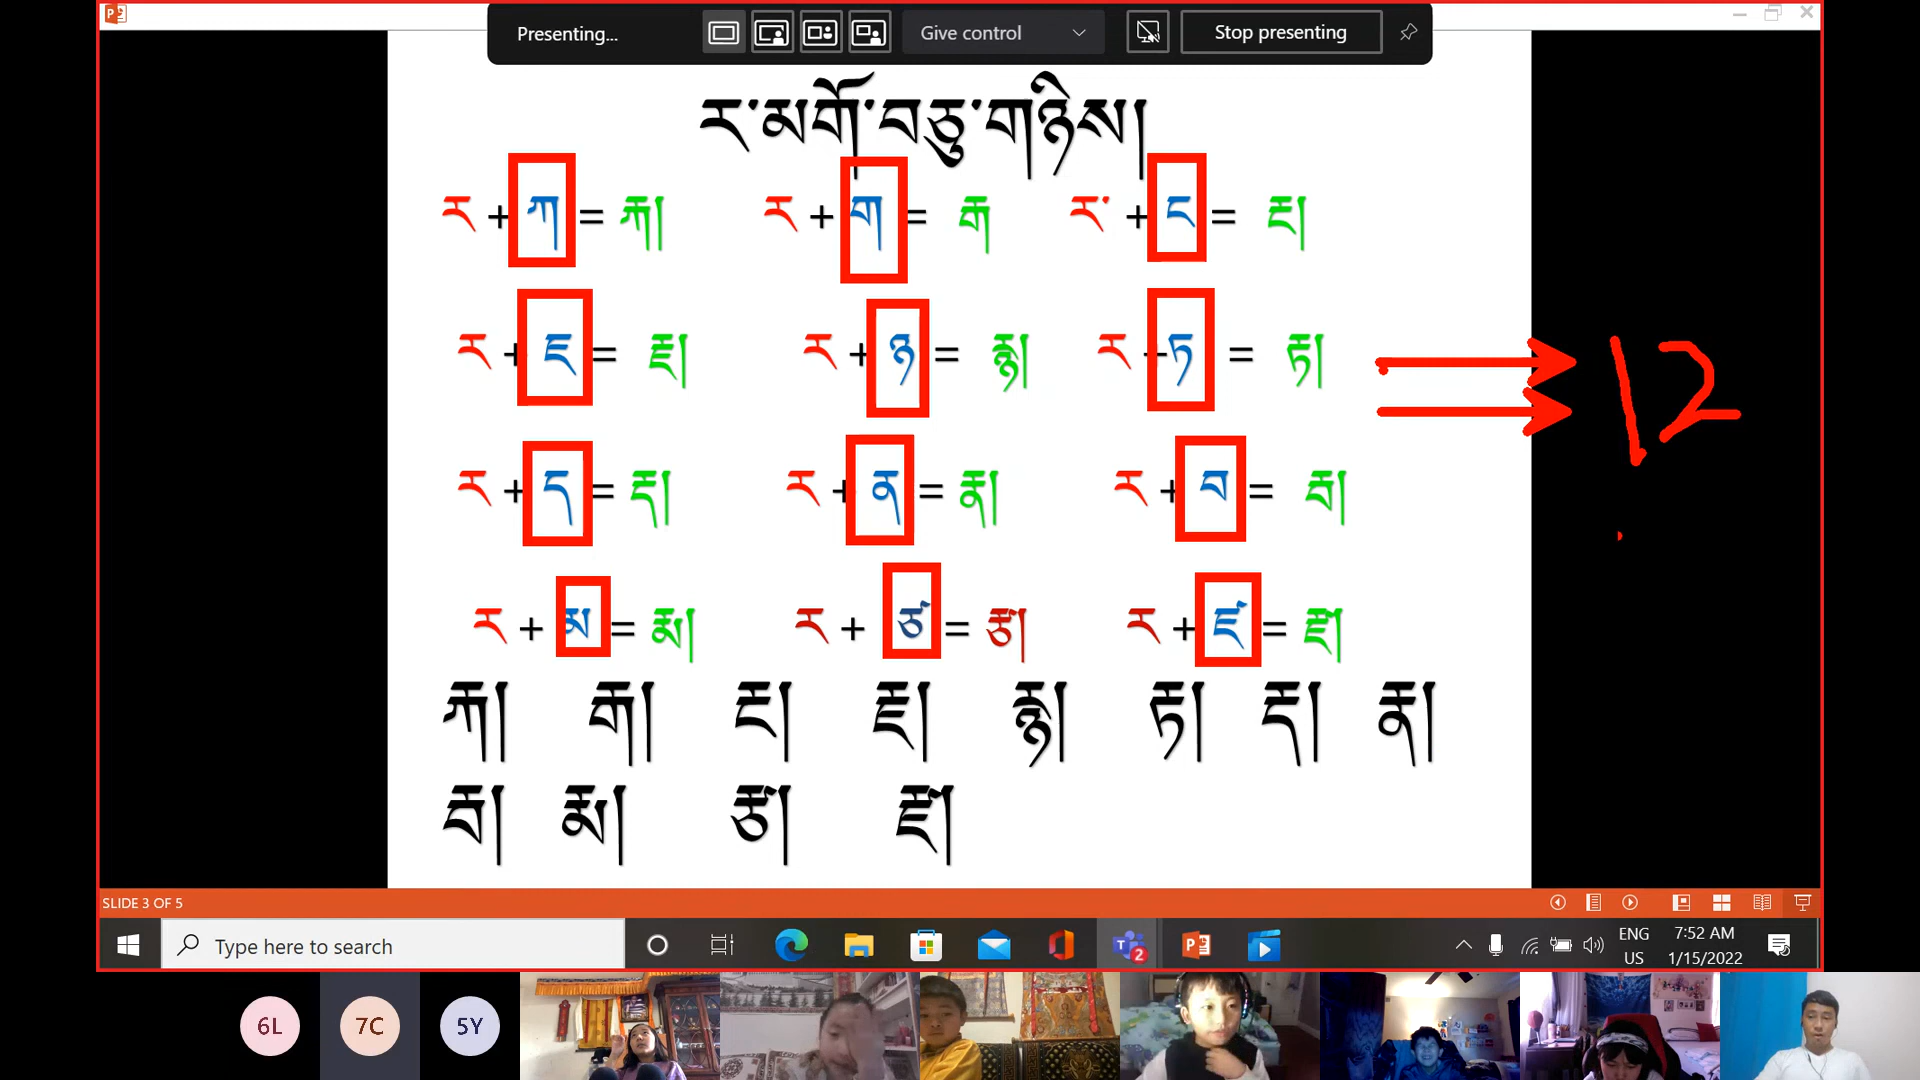 Presenting...
Give control
Stop presenting
ར་མགོ་བཅུ་གཉིས།
ར + ཀ = རྐ།
ར + ག = རྒ
ར་ + ང = རྔ།
ར + ཇ = རྗ།
ར + ཉ = རྙ།
ར + ཏ = རྟ།
ར + ད = རྡ།
ར + ན = རྣ།
ར + བ = རྦ།
ར + མ = རྨ།
ར + ཙ = རྩ།
ར + ཛ = རྫ།
12
རྐ། རྒ། རྔ། རྗ། རྙ། རྟ། རྡ། རྣ།
རྦ། རྨ། རྩ། རྫ།
SLIDE 3 OF 5
Type here to search
2
ENG
US
7:52 AM
1/15/2022
6L
7C
5Y